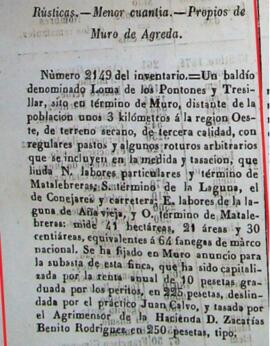 Rústicas.—Menor cuantia.—Propios de
Muro de Agreda.
Número 2149 del inventario.=Un baldío
denominado Loma de los Pontones y Tresi-
llar, sito en término de Muro, distante de la
poblacion unos 3 kilómetros á la region Oes-
te, de terreno secano, de tercera calidad, con
regulares pastos y algunos roturos arbitrarios
que se incluyen en la medida y tasacion, que
linda N. labores particulares y término de
Matalebreras; S. término de la Laguna, el
de Conejares y carretera; E. labores de la la-
guna de Añavieja, y O. término de Matale-
breras: mide 41 hectáreas, 21 áreas y 30
centiáreas, equivalentes á 64 fanegas de marco
nacional. Se ha fijado en Muro anuncio para
la subasta de esta finca, que ha sido capitali-
zada por la renta anual de 10 pesetas gra-
duada por los peritos, en 225 pesetas, deslin-
dada por el práctico Juan Calvo, y tasada por
el Agrimensor de la Hacienda D. Zacarías
Benito Rodriguez en 250 pesetas, tipo.